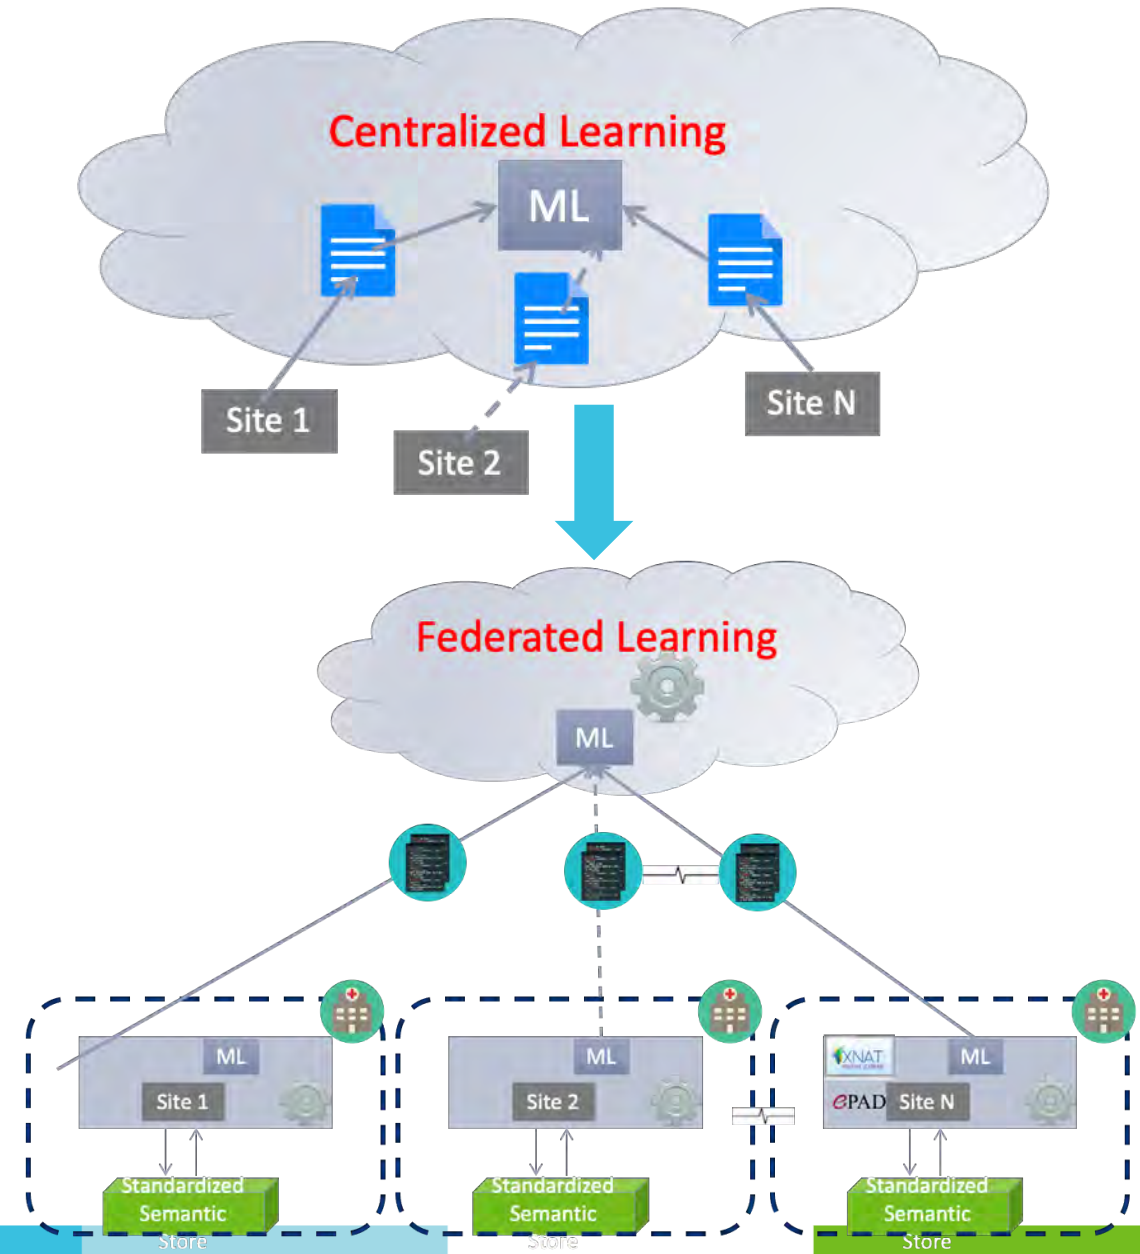 Centralized Learning
ML
Site 1
Site 2
Site N
Federated Learning
ML
ML
Site 1
Standardized
Semantic
Store
ML
Site 2
Standardized
Semantic
Store
XNAT
ML
ePAD
Site N
Standardized
Semantic
Store